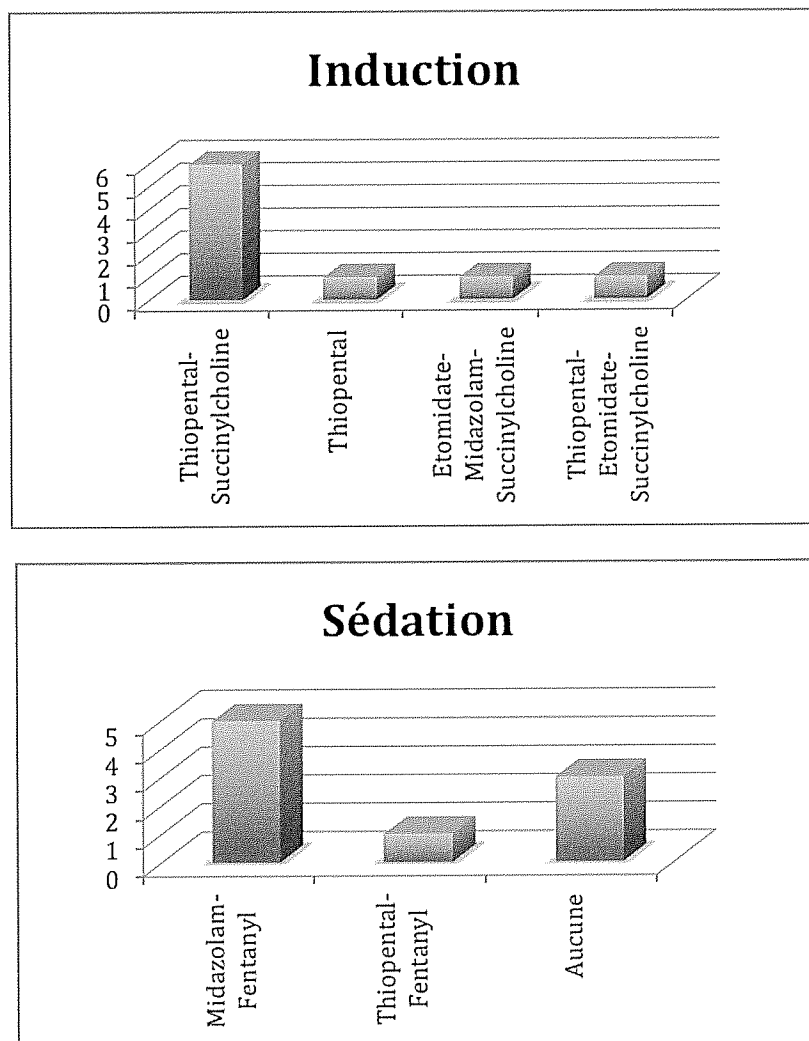 Induction
6
5
4
3
2
1
0
Thiopental-
Succinylcholine
Thiopental
Etomidate-
Midazolam-
Succinylcholine
Thiopental-
Etomidate-
Succinylcholine
Sédation
5
4
3
2
1
0
Midazolam-
Fentanyl
Thiopental-
Fentanyl
Aucune